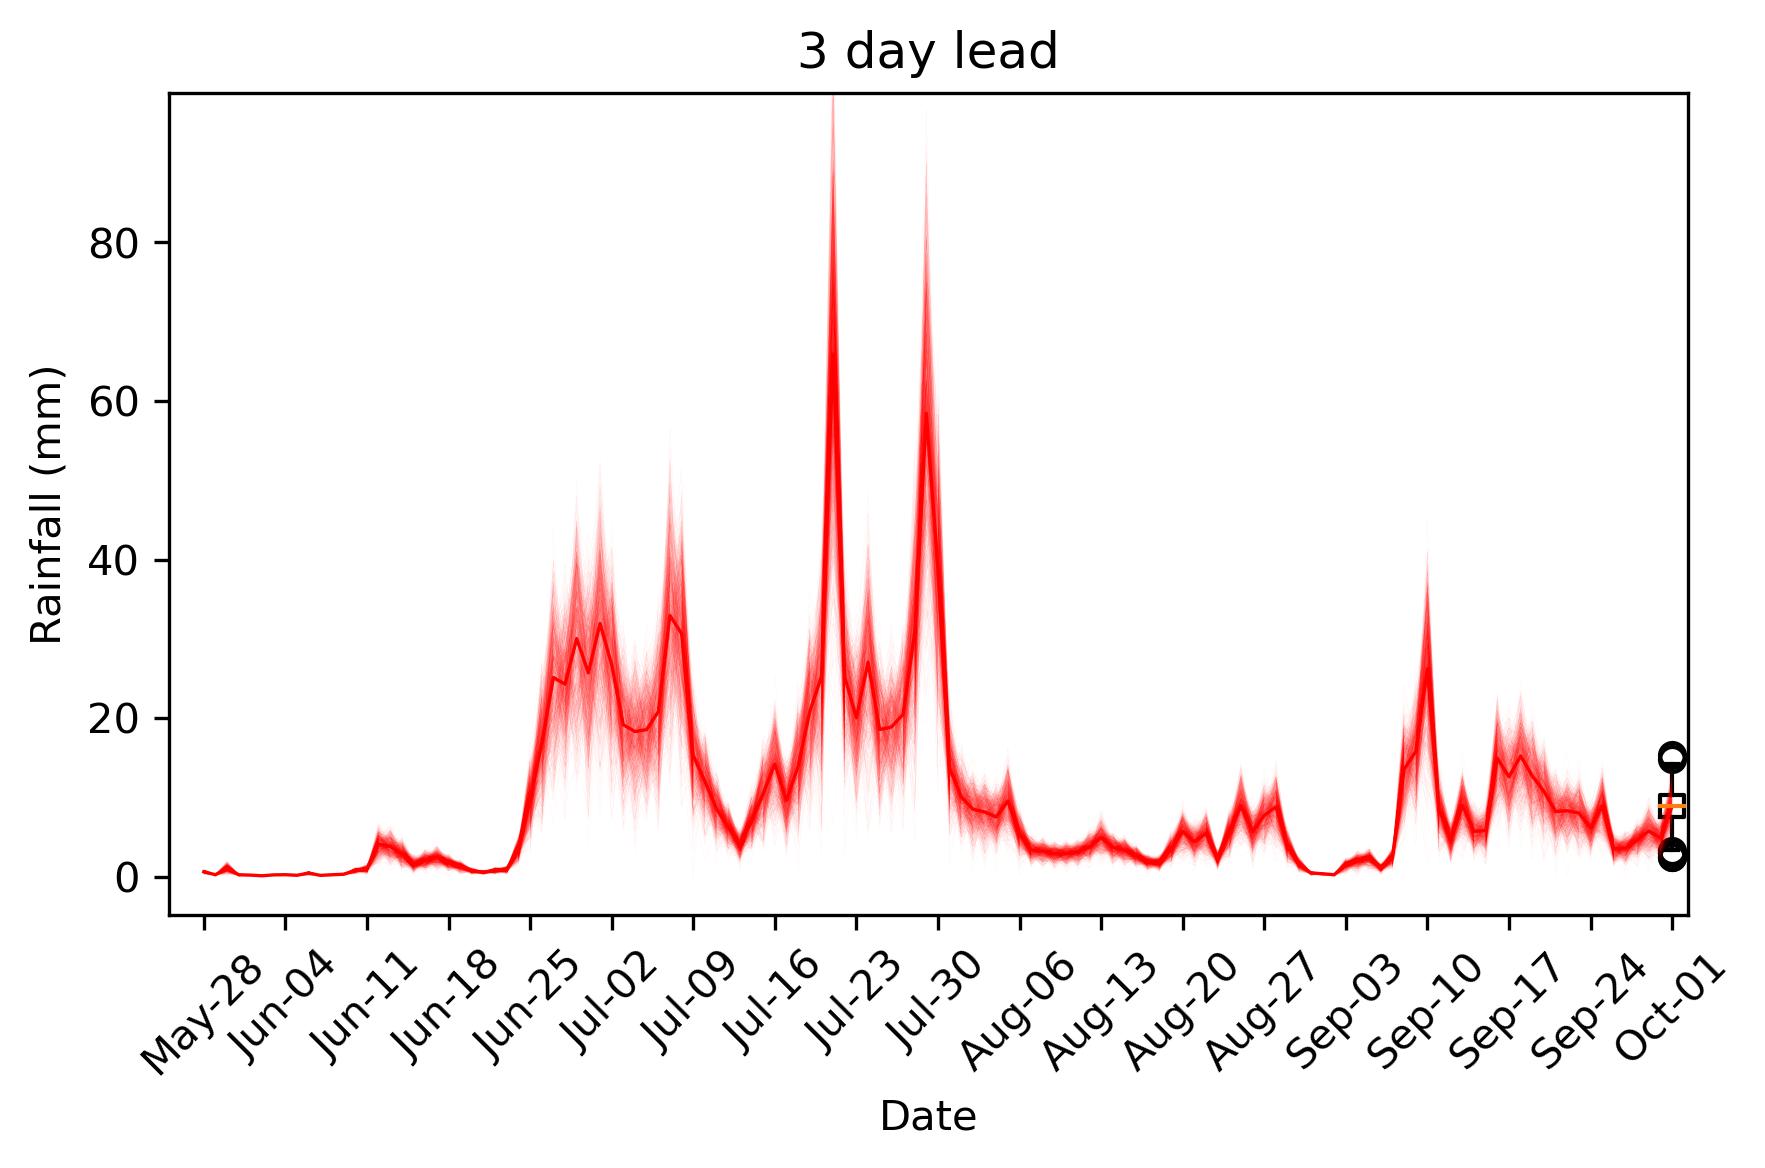 3 day lead
Rainfall (mm)
80
60
40
20
0
May-28
Jun-04
Jun-11
Jun-18
Jun-25
Jul-02
Jul-09
Jul-16
Jul-23
Jul-30
Aug-06
Aug-13
Aug-20
Aug-27
Sep-03
Sep-10
Sep-17
Sep-24
Oct-01
Date